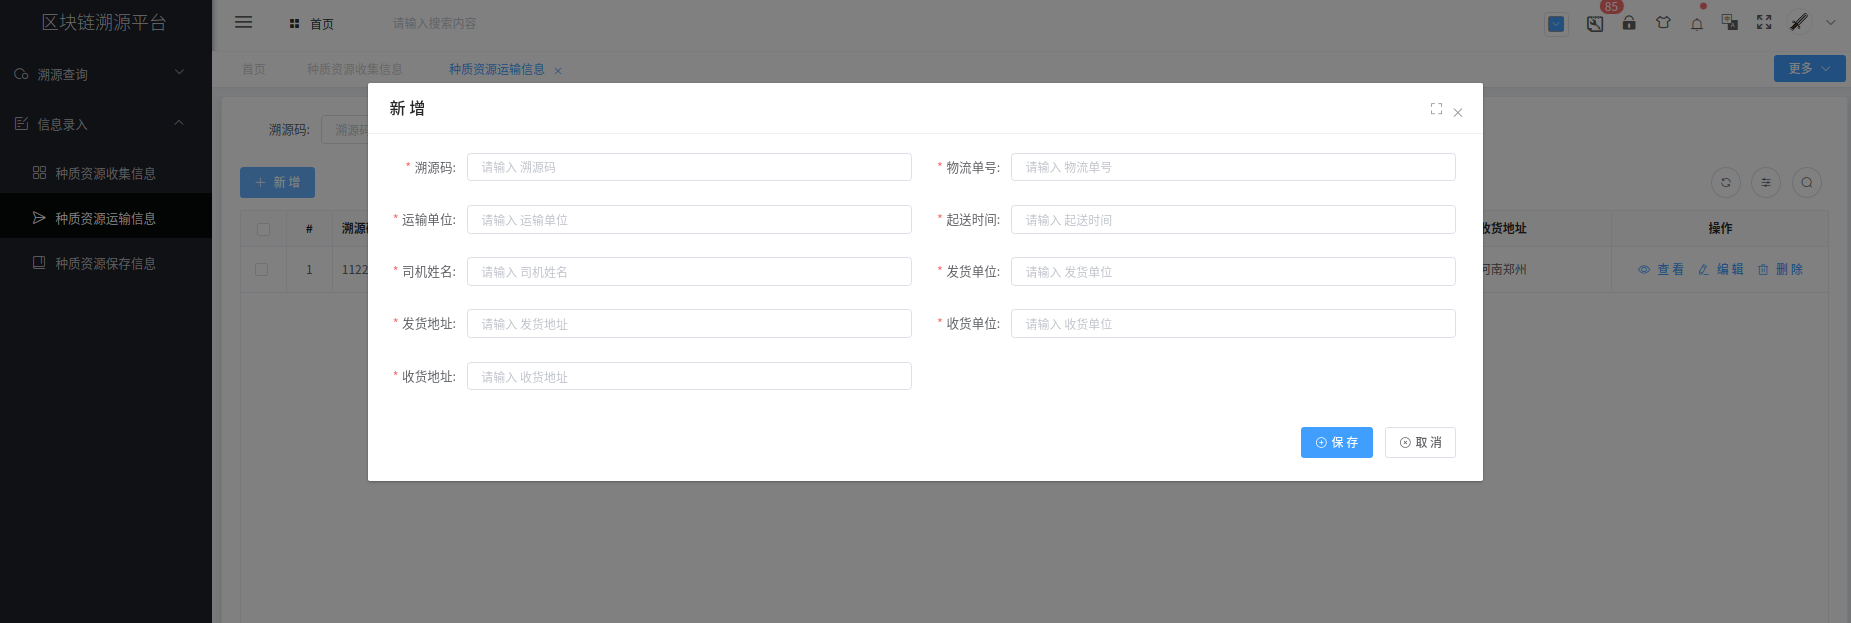 区块链溯源平台
首页
请输入搜索内容
85
溯源查询
信息录入
种质资源收集信息
种质资源运输信息
种质资源保存信息
首页
种质资源收集信息
种质资源运输信息
更多
溯源码:
溯源码
新 增
# 溯源
收货地址
操作
1
1122
河南郑州
查 看
编 辑
删 除
新 增
* 溯源码:
请输入 溯源码
* 物流单号:
请输入 物流单号
* 运输单位:
请输入 运输单位
* 起送时间:
请输入 起送时间
* 司机姓名:
请输入 司机姓名
* 发货单位:
请输入 发货单位
* 发货地址:
请输入 发货地址
* 收货单位:
请输入 收货单位
* 收货地址:
请输入 收货地址
保 存
取 消